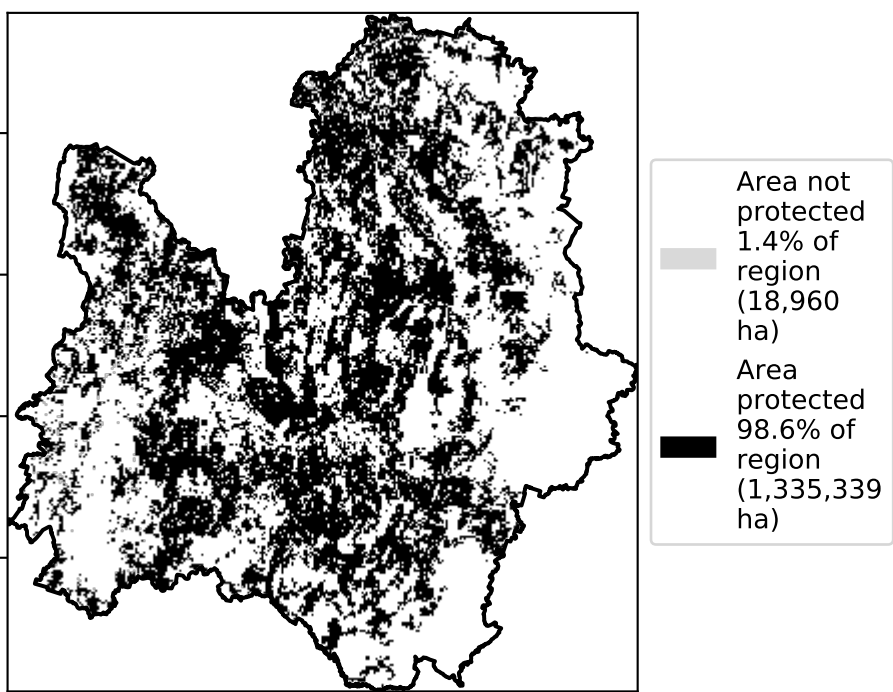 Area not
protected
1.4% of
region
(18,960
ha)
Area
protected
98.6% of
region
(1,335,339
ha)